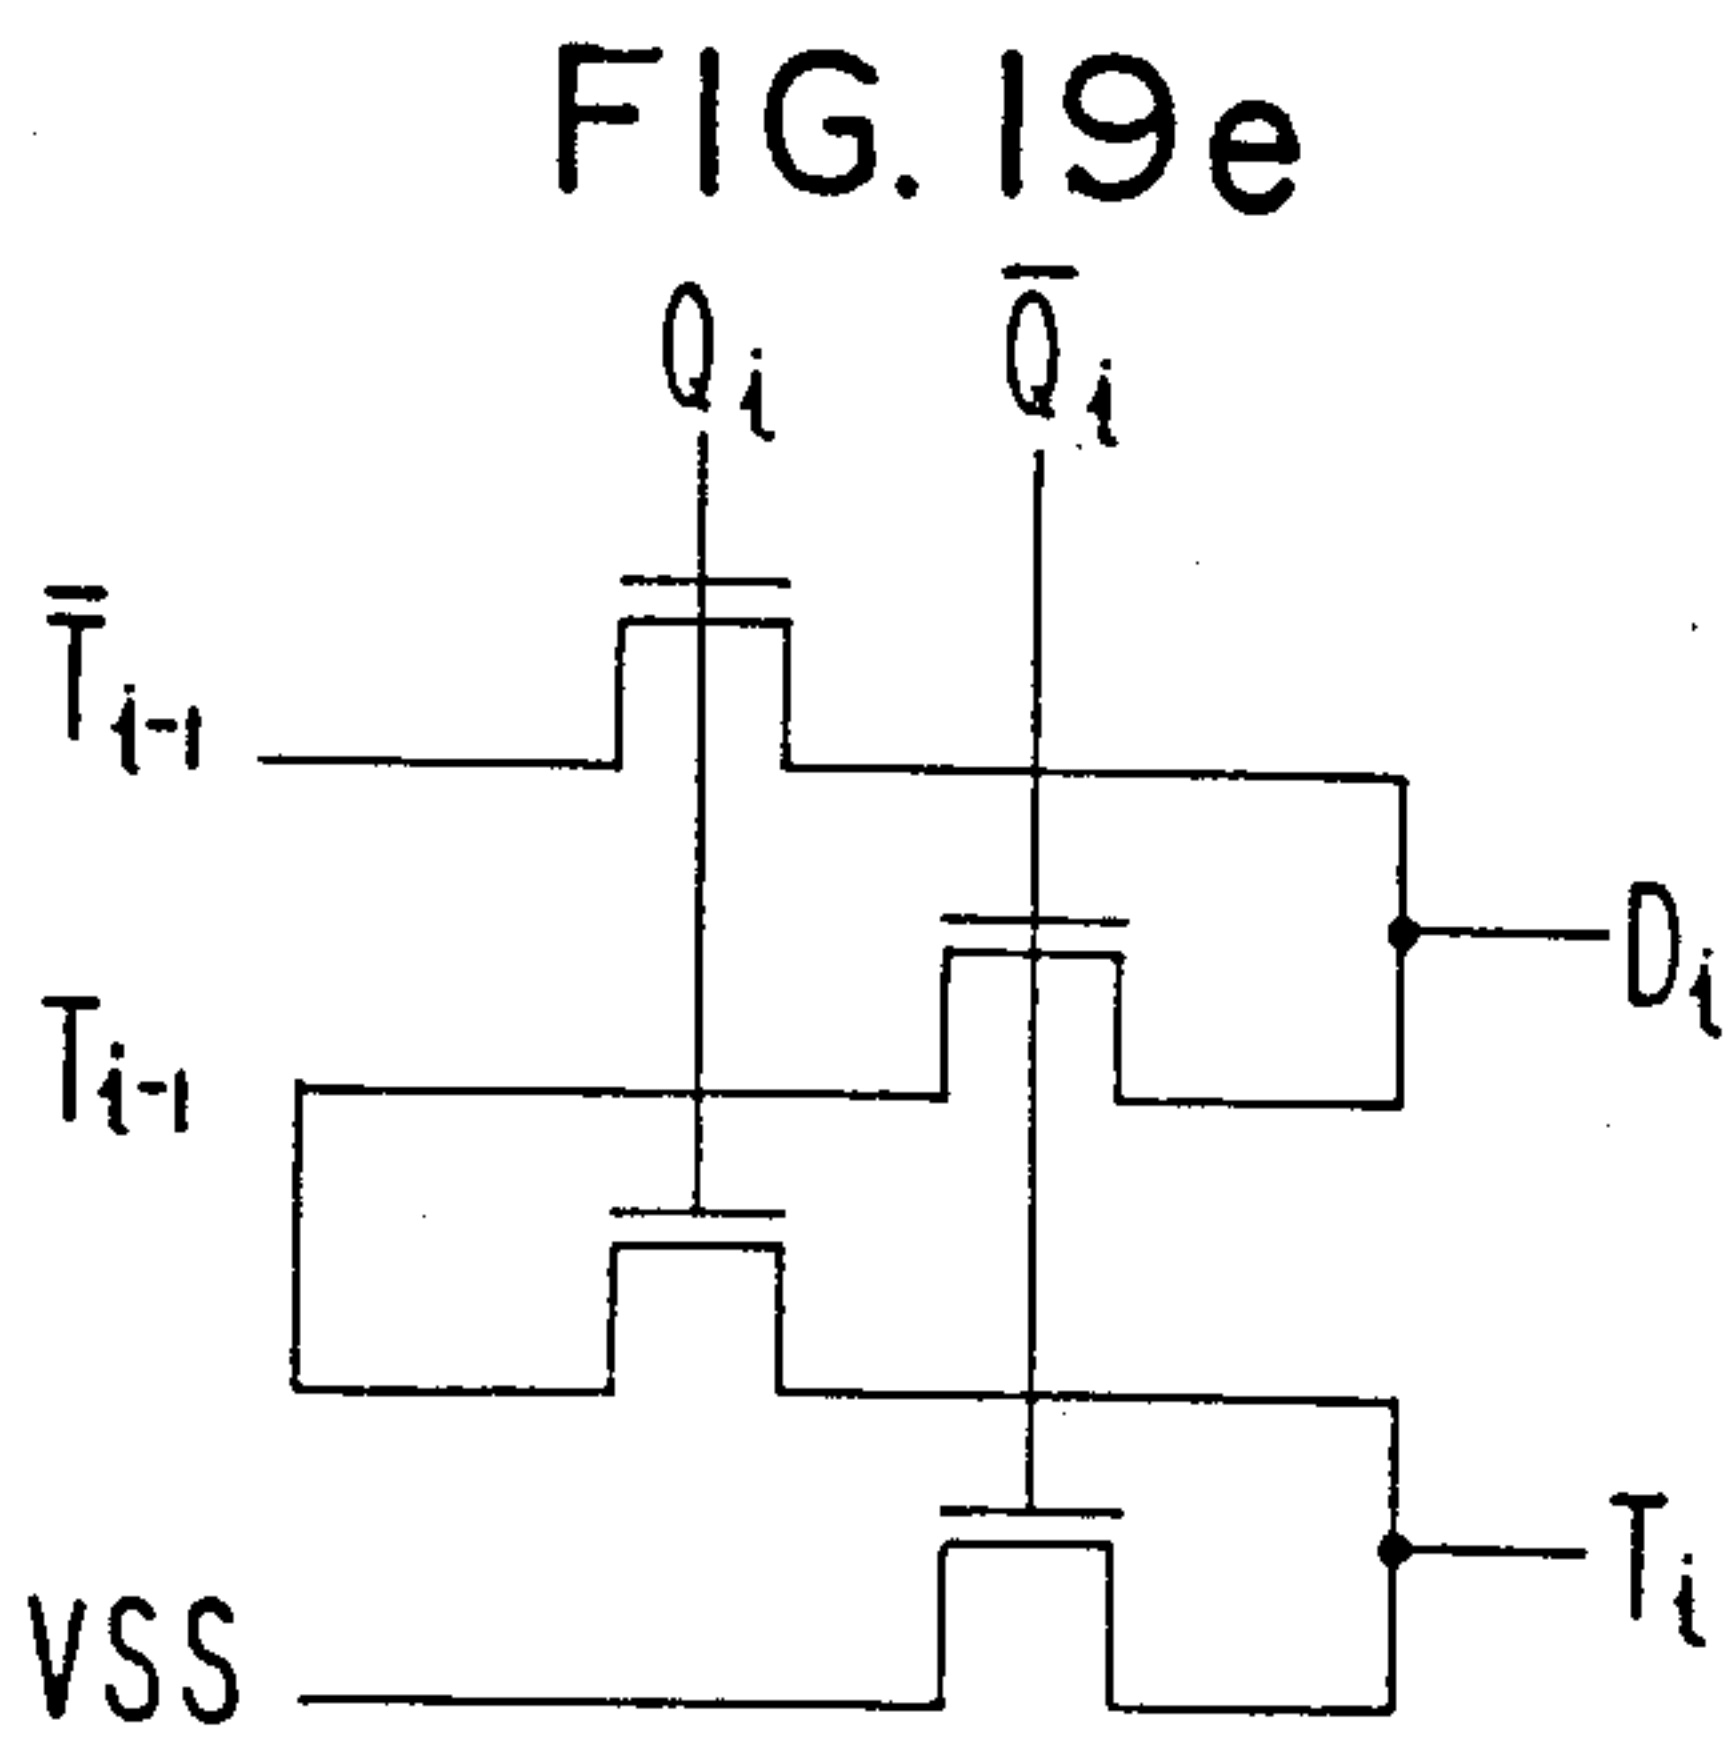 FIG. 19e
Q_i
Q̅_i
T̅_{i-1}
D_i
T_{i-1}
T_i
VSS